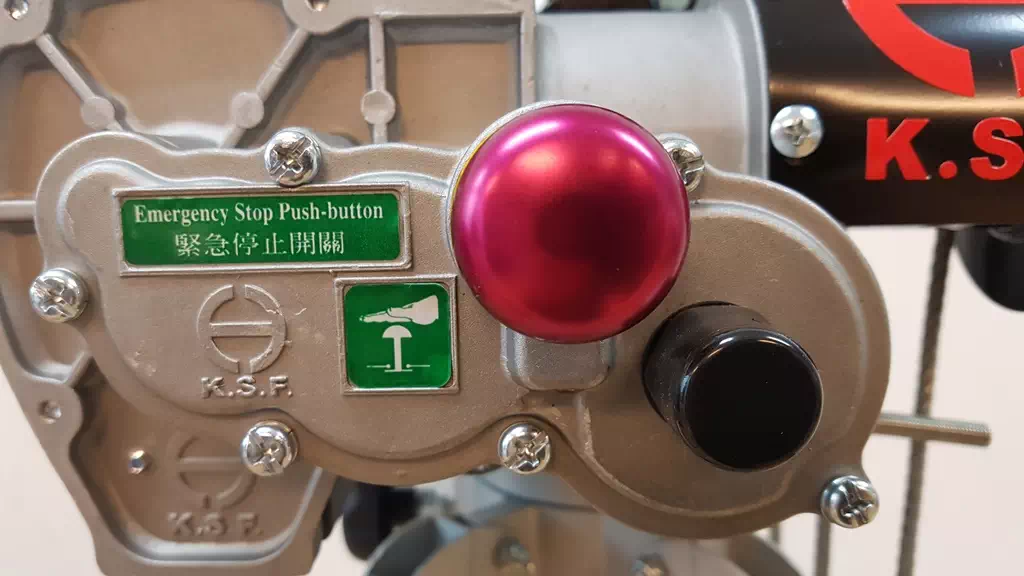 Emergency Stop Push-button
緊急停止開關
K.S
K.S.F.
K.S.F.